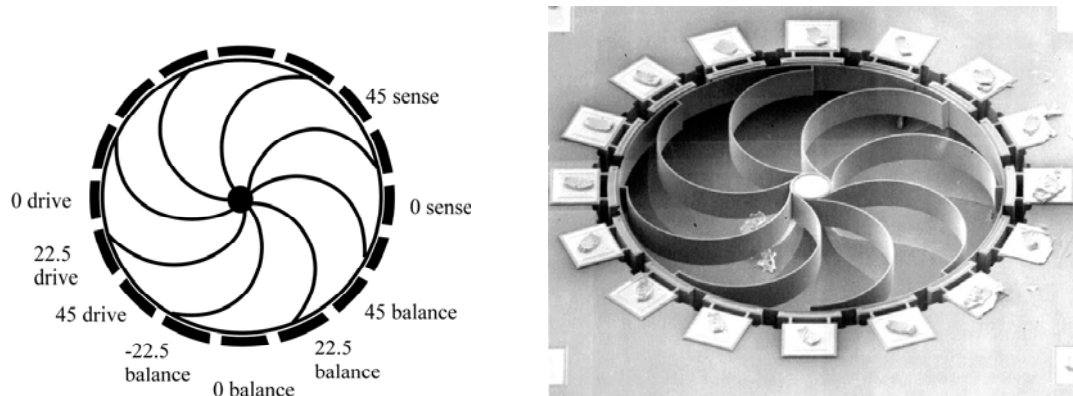 45 sense
0 drive
0 sense
22.5
drive
45 drive
45 balance
-22.5
balance
22.5
balance
0 balance